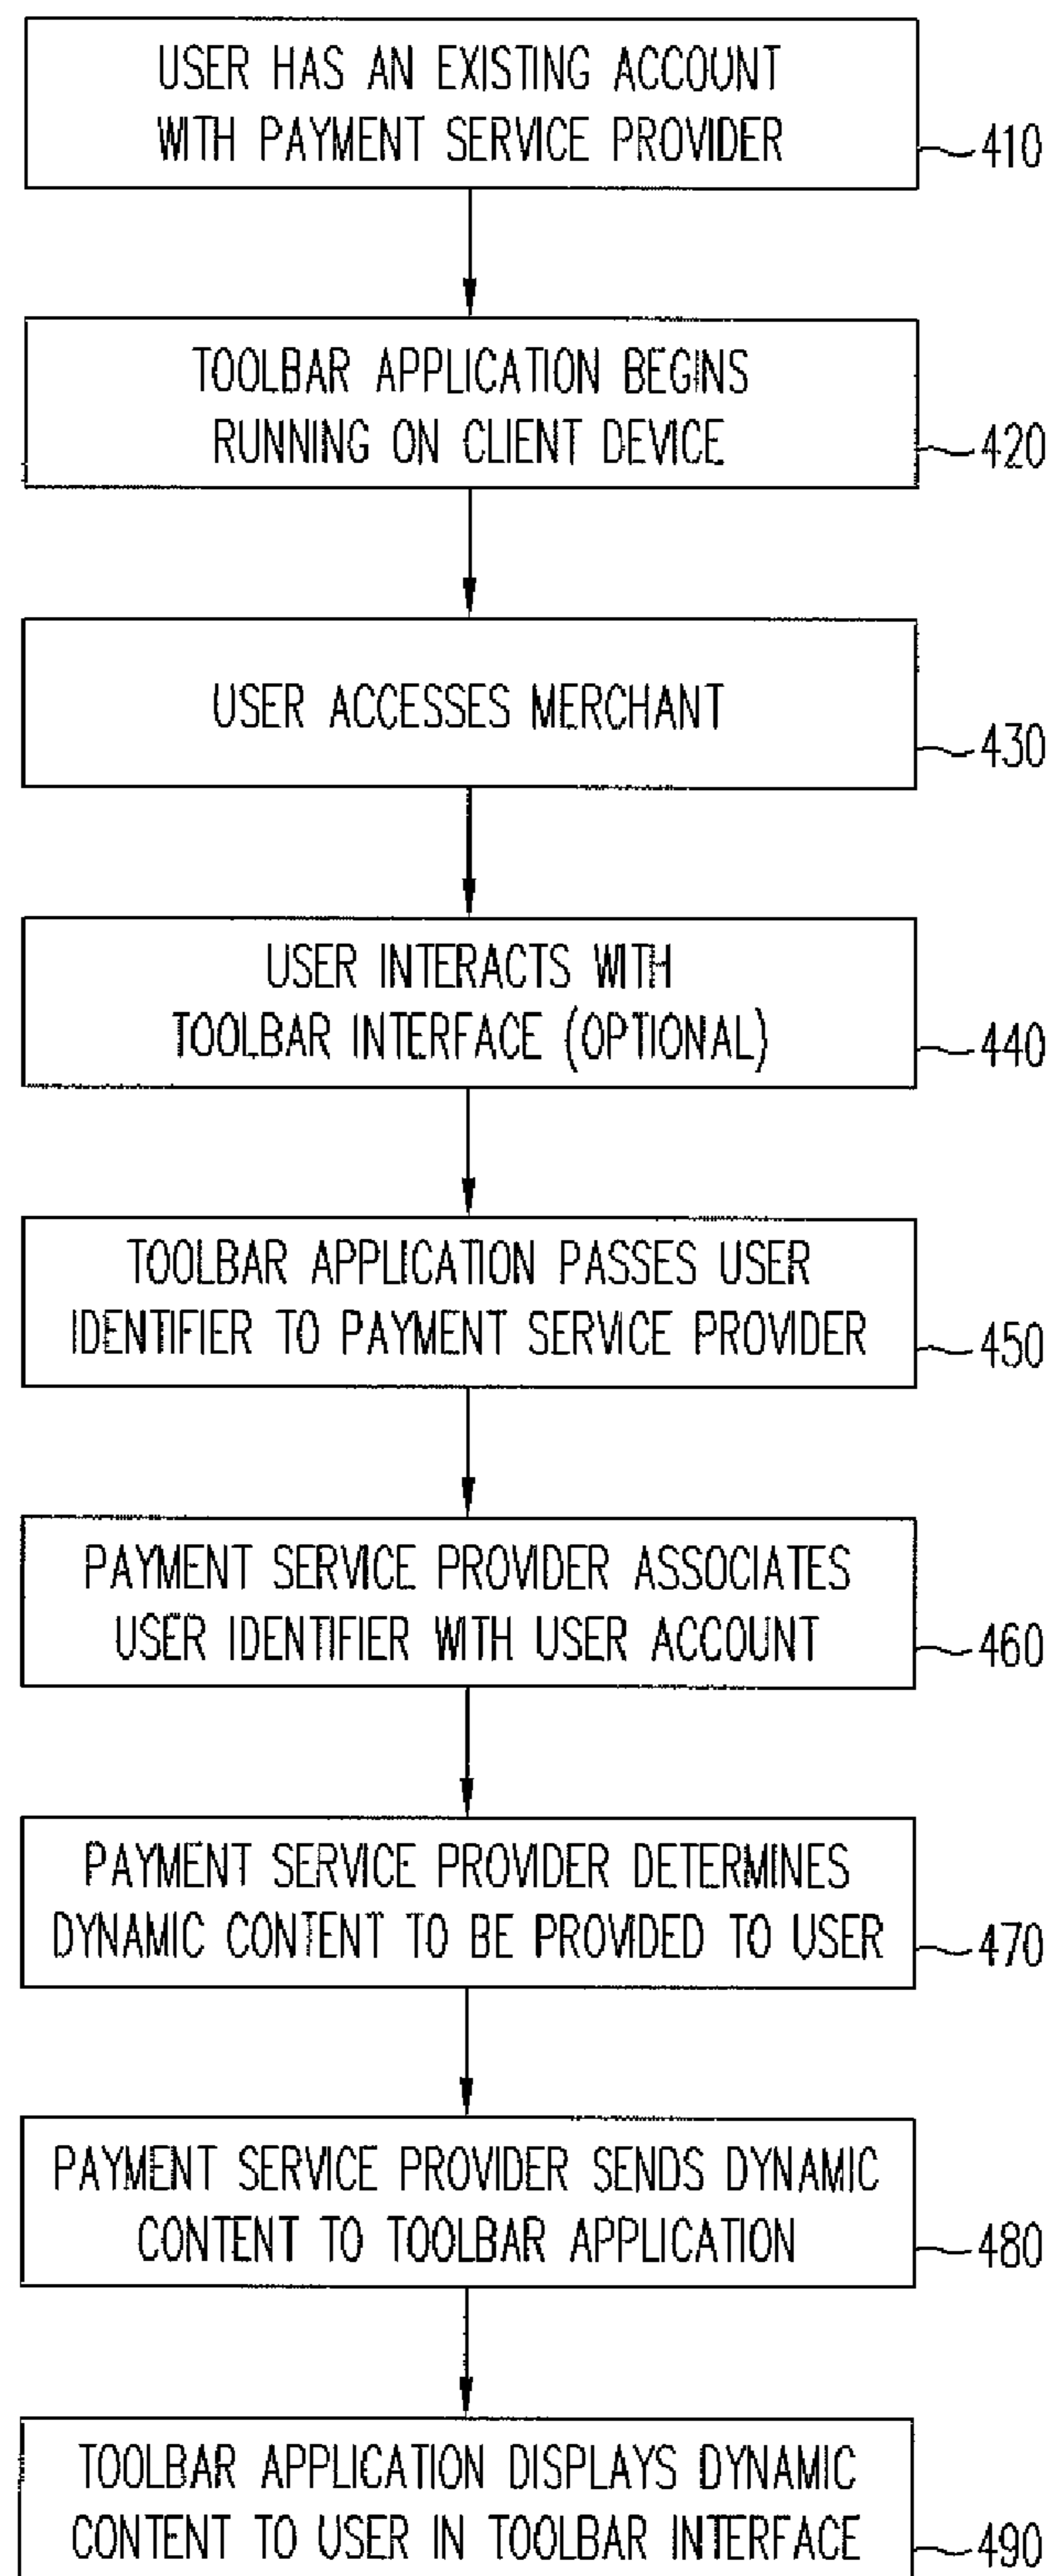 USER HAS AN EXISTING ACCOUNT
WITH PAYMENT SERVICE PROVIDER
410
TOOLBAR APPLICATION BEGINS
RUNNING ON CLIENT DEVICE
420
USER ACCESSES MERCHANT
430
USER INTERACTS WITH
TOOLBAR INTERFACE (OPTIONAL)
440
TOOLBAR APPLICATION PASSES USER
IDENTIFIER TO PAYMENT SERVICE PROVIDER
450
PAYMENT SERVICE PROVIDER ASSOCIATES
USER IDENTIFIER WITH USER ACCOUNT
460
PAYMENT SERVICE PROVIDER DETERMINES
DYNAMIC CONTENT TO BE PROVIDED TO USER
470
PAYMENT SERVICE PROVIDER SENDS DYNAMIC
CONTENT TO TOOLBAR APPLICATION
480
TOOLBAR APPLICATION DISPLAYS DYNAMIC
CONTENT TO USER IN TOOLBAR INTERFACE
490